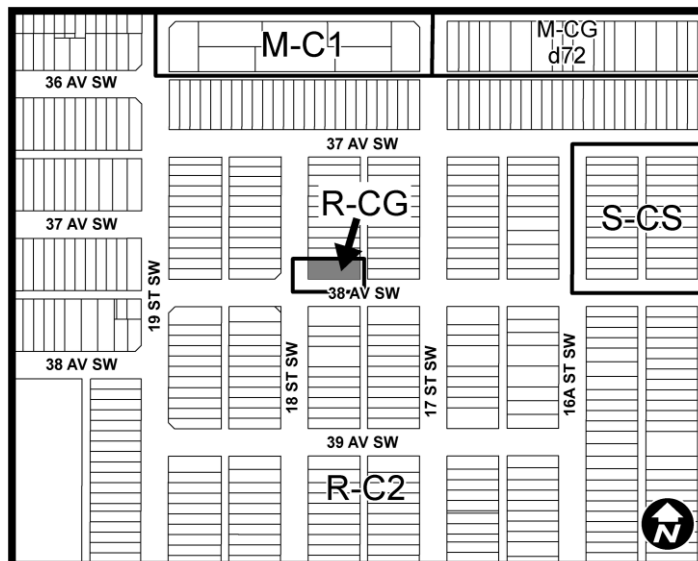 M-C1
M-CG
d72
36 AV SW
37 AV SW
R-CG
S-CS
37 AV SW
19 ST SW
38 AV SW
18 ST SW
17 ST SW
16A ST SW
38 AV SW
39 AV SW
R-C2
N